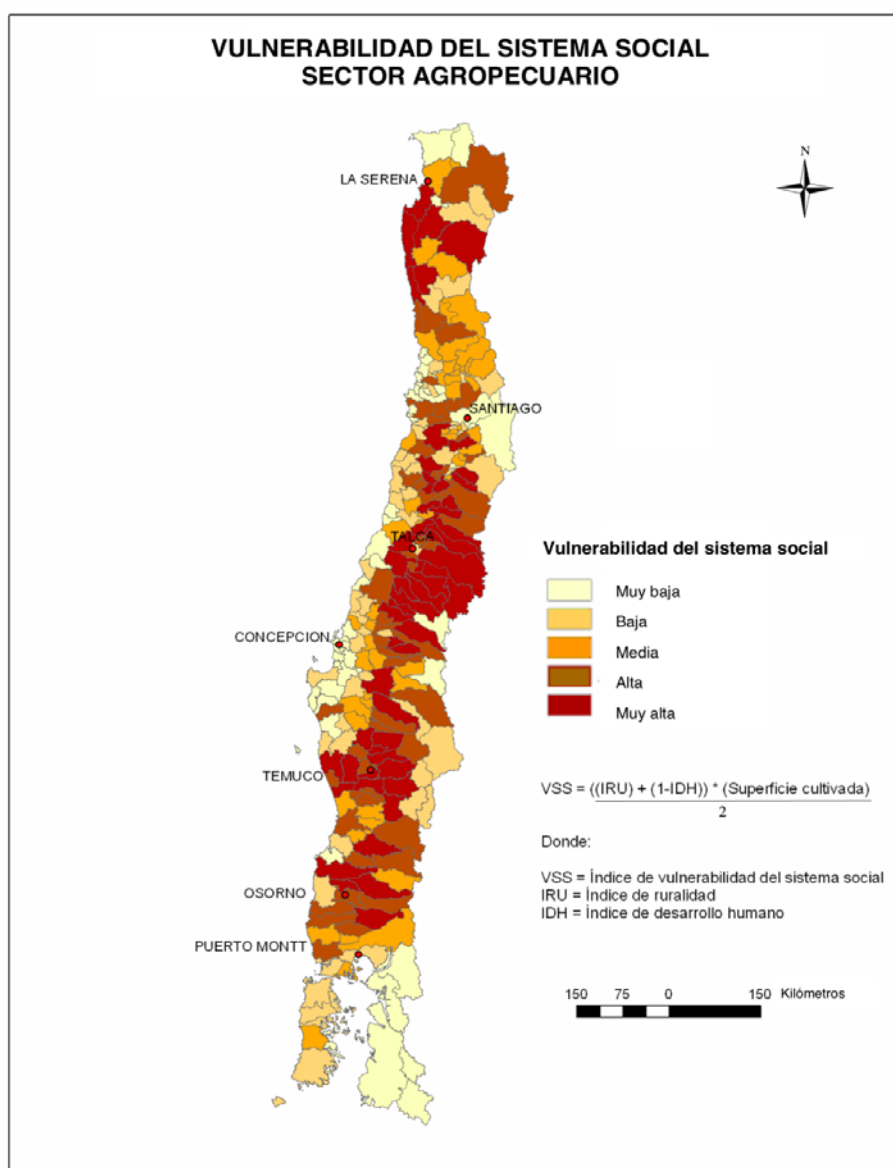 VULNERABILIDAD DEL SISTEMA SOCIAL
SECTOR AGROPECUARIO
N
LA SERENA
SANTIAGO
TALCA
CONCEPCION
TEMUCO
OSORNO
PUERTO MONTT
Vulnerabilidad del sistema social
Muy baja
Baja
Media
Alta
Muy alta
VSS = ((IRU) + (1-IDH)) * (Superficie cultivada)
2
Donde:
VSS = Índice de vulnerabilidad del sistema social
IRU = Índice de ruralidad
IDH = Índice de desarrollo humano
150 75 0 150 Kilómetros